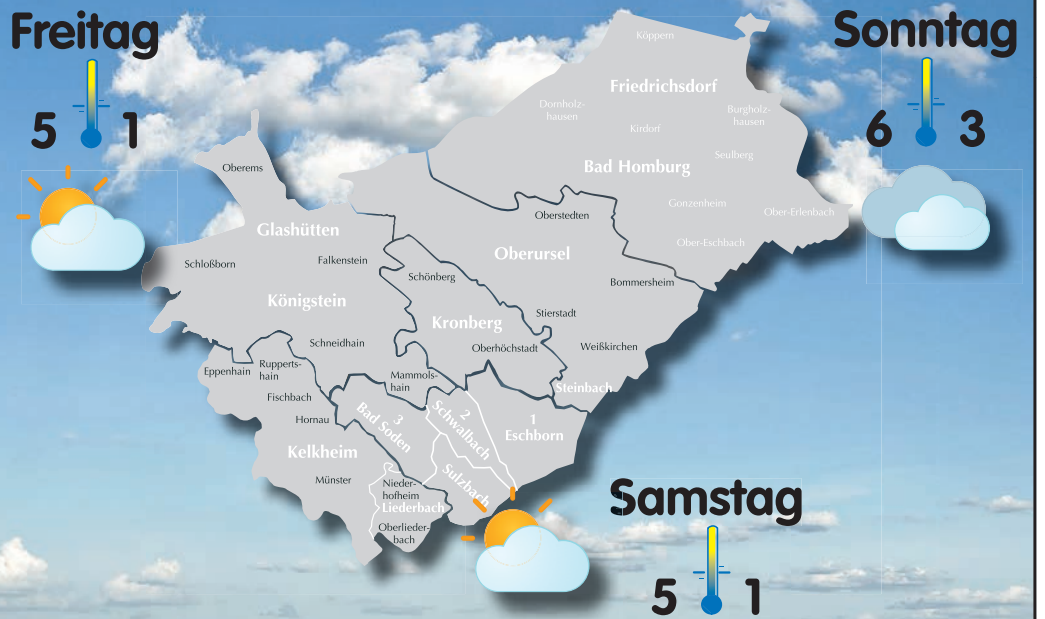 Freitag
5 1
Sonntag
6 3
Köppern
Friedrichsdorf
Dornholz-
hausen
Burgholz-
hausen
Kirdorf
Seulberg
Bad Homburg
Oberems
Gonzenheim
Ober-Erlenbach
Oberstedten
Glashütten
Ober-Eschbach
Oberursel
Schloßborn
Falkenstein
Schönberg
Bommersheim
Königstein
Stierstadt
Kronberg
Schneidhain
Oberhöchstadt
Weißkirchen
Eppenhain
Rupperts-
hain
Mammols-
hain
Steinbach
Fischbach
Hornau
3
Bad Soden
2
Schwalbach
1
Eschborn
Kelkheim
Münster
Nieder-
hofheim
Sulzbach
Liederbach
Oberlieder-
bach
Samstag
5 1